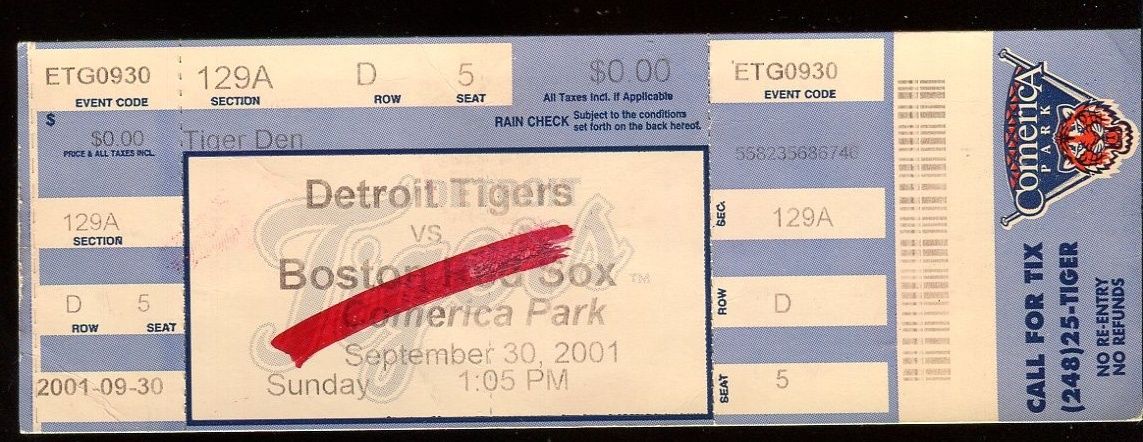 ETG0930
EVENT CODE
129A
SECTION
D
ROW
5
SEAT
$0.00
All Taxes Incl. If Applicable
RAIN CHECK Subject to the conditions
set forth on the back hereof.
ETG0930
EVENT CODE
$
$0.00
PRICE & ALL TAXES INCL.
Tiger Den
558235686746
129A
SECTION
D 5
ROW SEAT
2001-09-30
DETROIT
Tigers
TM
Detroit Tigers
vs
Boston Red Sox
Comerica Park
September 30, 2001
Sunday 1:05 PM
SEC. 129A
ROW D
SEAT 5
Comerica
PARK
CALL FOR TIX
(248)25-TIGER
NO RE-ENTRY
NO REFUNDS